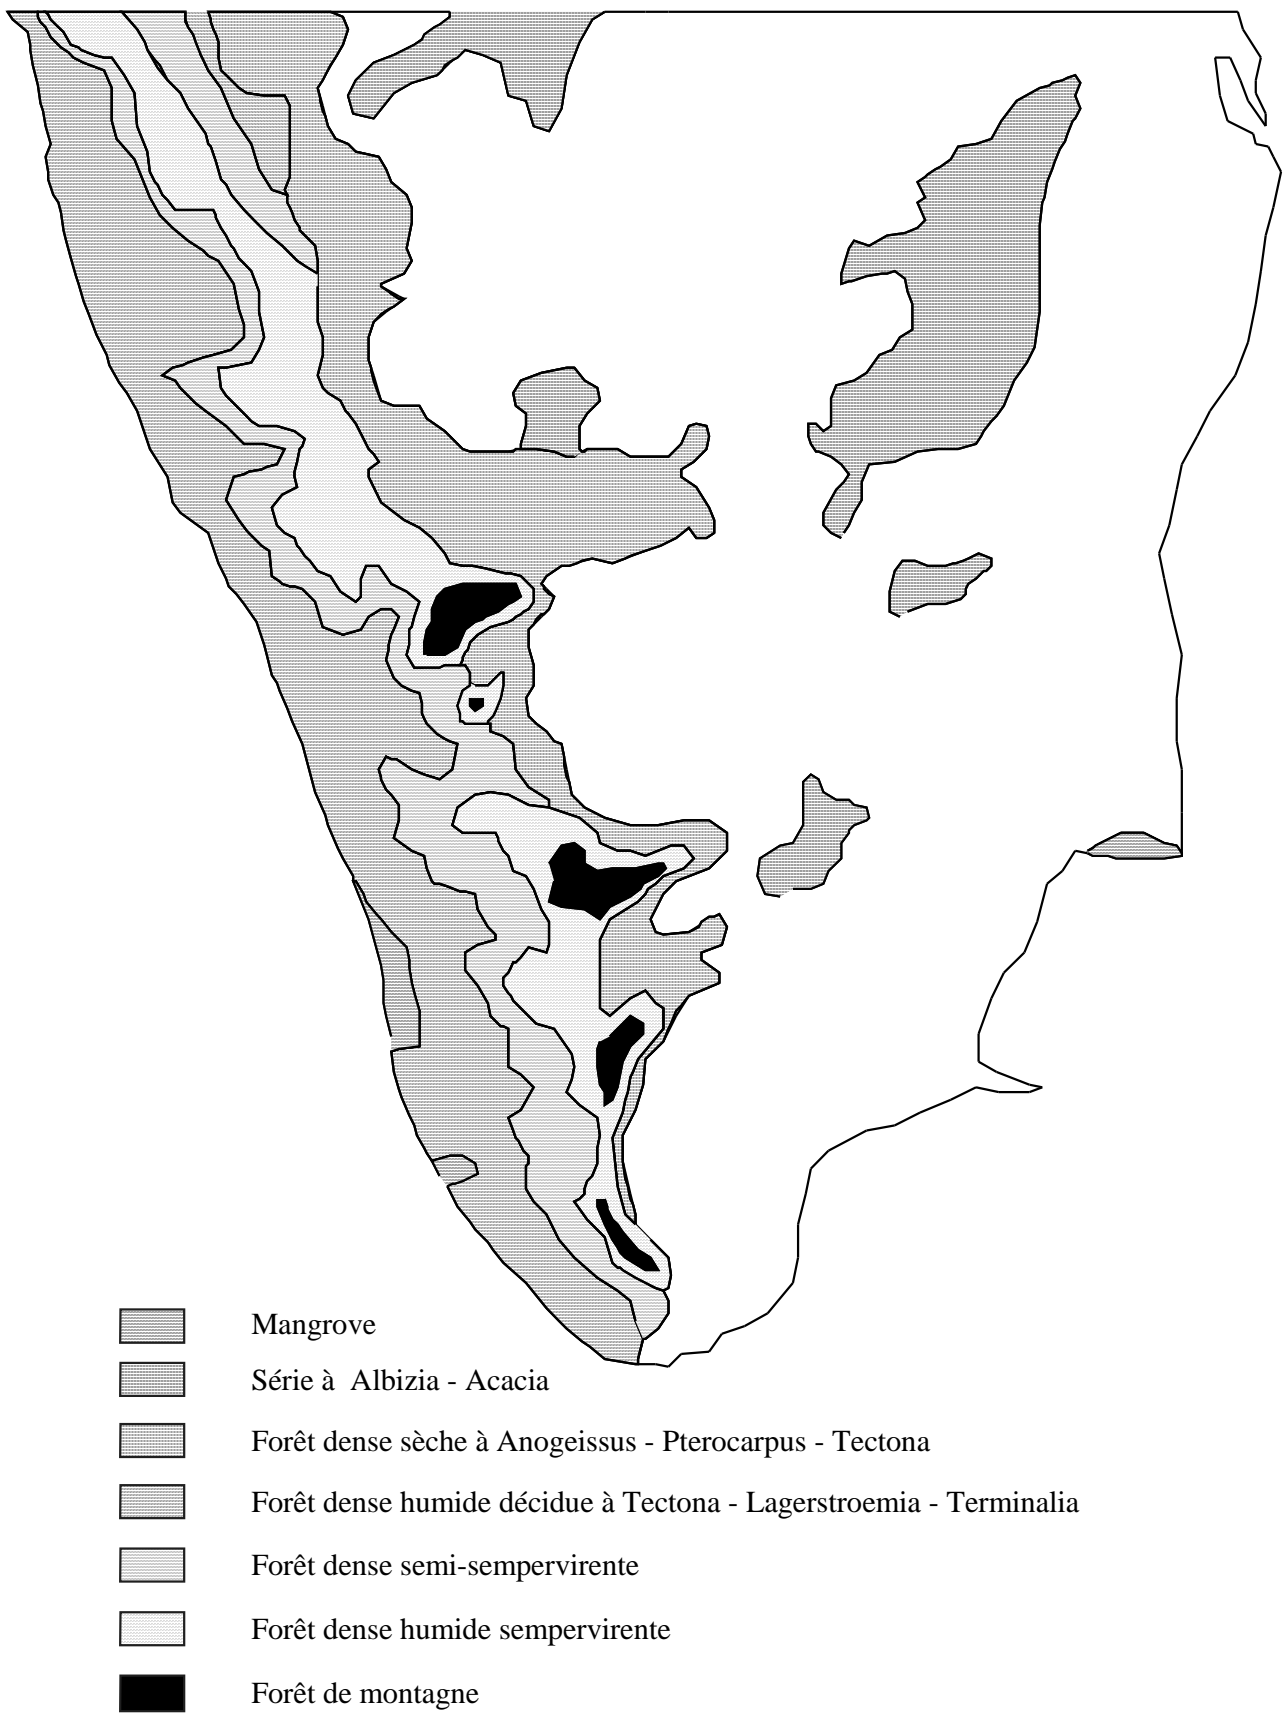 Mangrove
Série à Albizia - Acacia
Forêt dense sèche à Anogeissus - Pterocarpus - Tectona
Forêt dense humide décidue à Tectona - Lagerstroemia - Terminalia
Forêt dense semi-sempervirente
Forêt dense humide sempervirente
Forêt de montagne